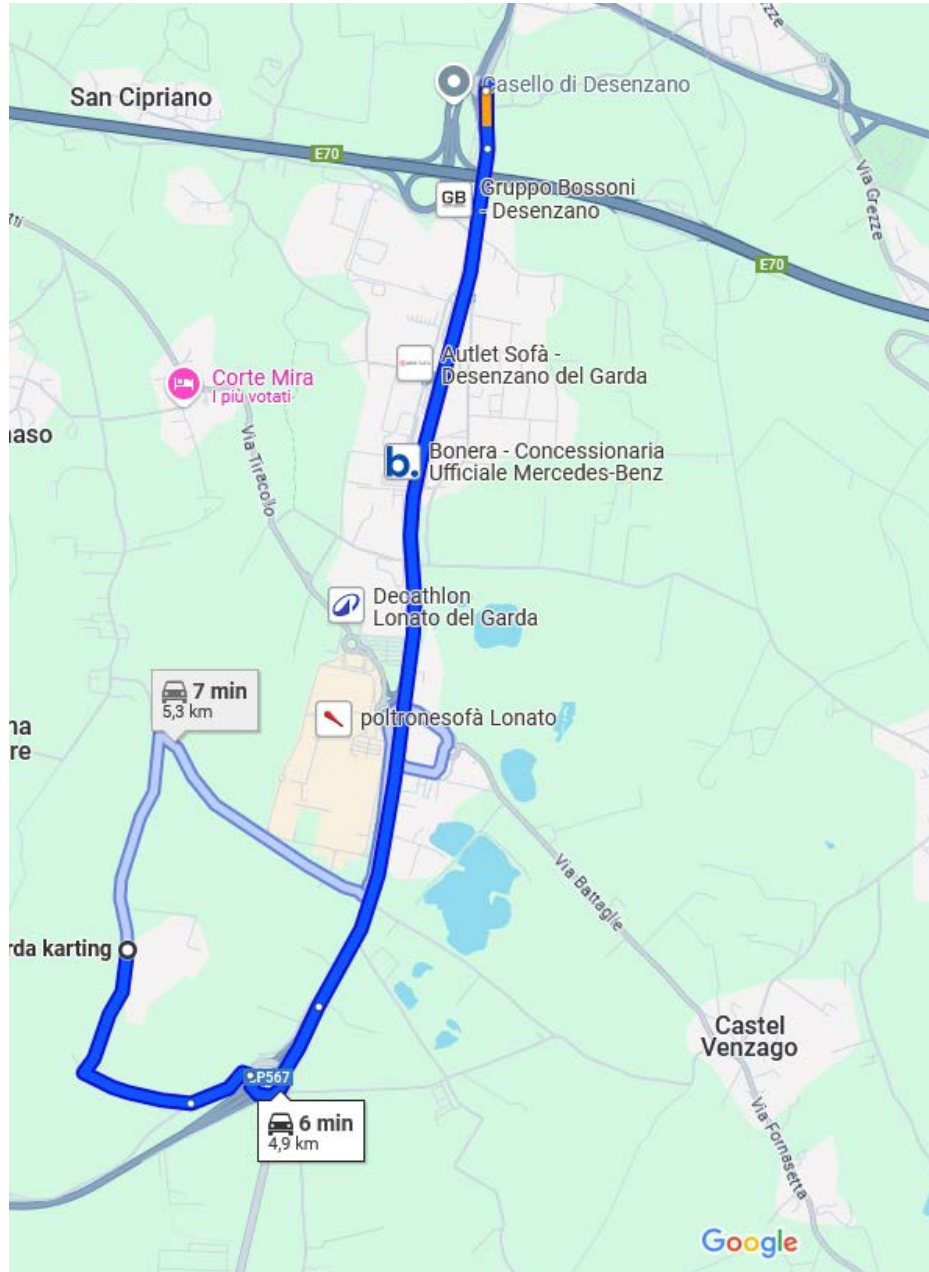 Casello di Desenzano
San Cipriano
E70
Via Grezze
GB
Gruppo Bossoni
- Desenzano
E70
Autlet Sofà -
Desenzano del Garda
Corte Mira
I più votati
aso
b.
Bonera - Concessionaria
Ufficiale Mercedes-Benz
Via Tiracollo
Decathlon
Lonato del Garda
7 min
5,3 km
poltronesofà Lonato
na
re
Via Battaglie
rda karting
Castel
Venzago
P567
6 min
4,9 km
Via Fornasetta
Google